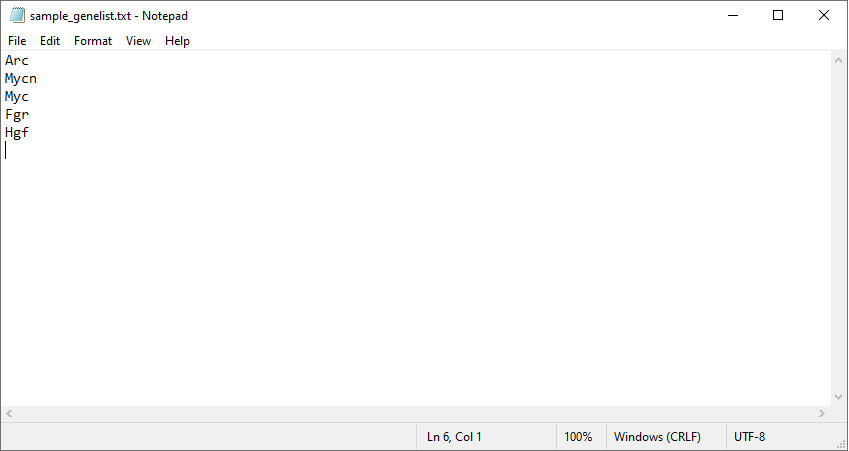 sample_genelist.txt - Notepad
File Edit Format View Help
Arc
Mycn
Myc
Fgr
Hgf
Ln 6, Col 1 100% Windows (CRLF) UTF-8